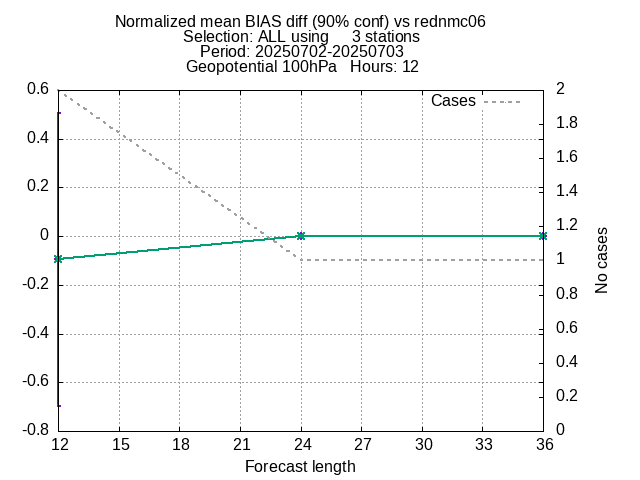 Normalized mean BIAS diff (90% conf) vs rednmc06
Selection: ALL using     3 stations
Period: 20250702-20250703
Geopotential 100hPa   Hours: 12
Cases
0.6
0.4
0.2
0
-0.2
-0.4
-0.6
-0.8
2
1.8
1.6
1.4
1.2
1
0.8
0.6
0.4
0.2
0
No cases
12 15 18 21 24 27 30 33 36
Forecast length